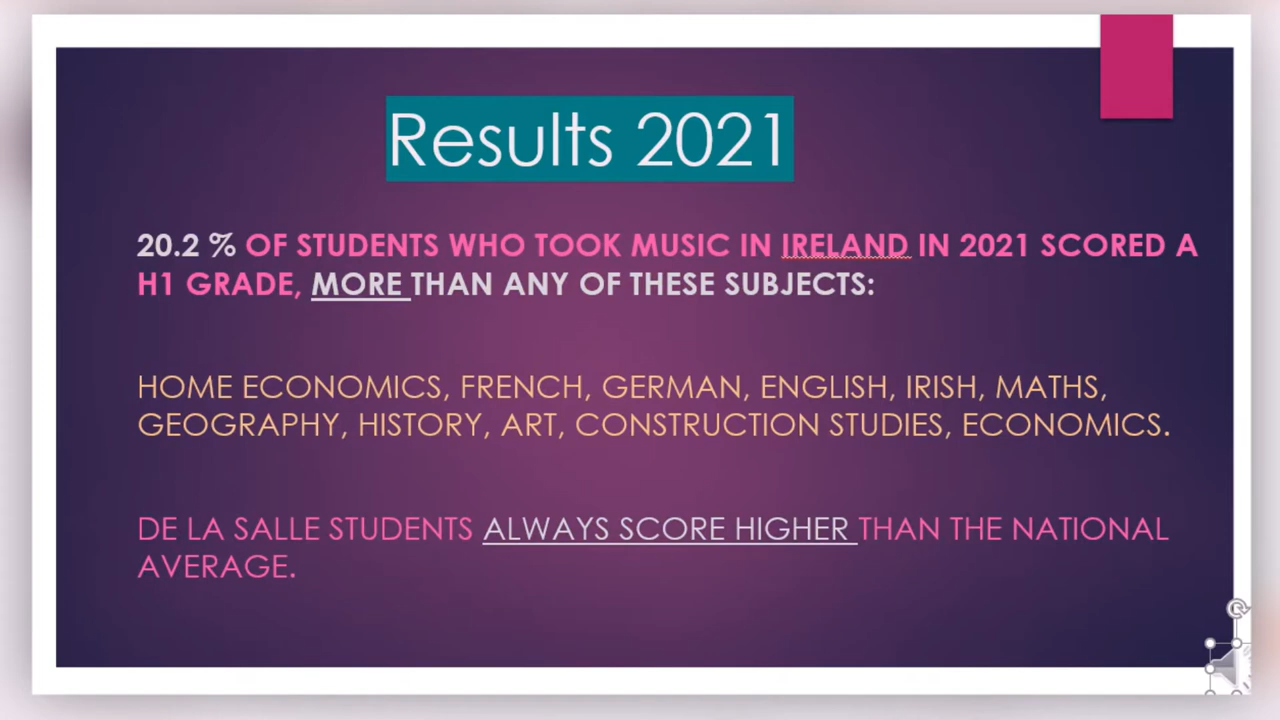 Results 2021
20.2 % OF STUDENTS WHO TOOK MUSIC IN IRELAND IN 2021 SCORED A
H1 GRADE, MORE THAN ANY OF THESE SUBJECTS:
HOME ECONOMICS, FRENCH, GERMAN, ENGLISH, IRISH, MATHS,
GEOGRAPHY, HISTORY, ART, CONSTRUCTION STUDIES, ECONOMICS.
DE LA SALLE STUDENTS ALWAYS SCORE HIGHER THAN THE NATIONAL
AVERAGE.